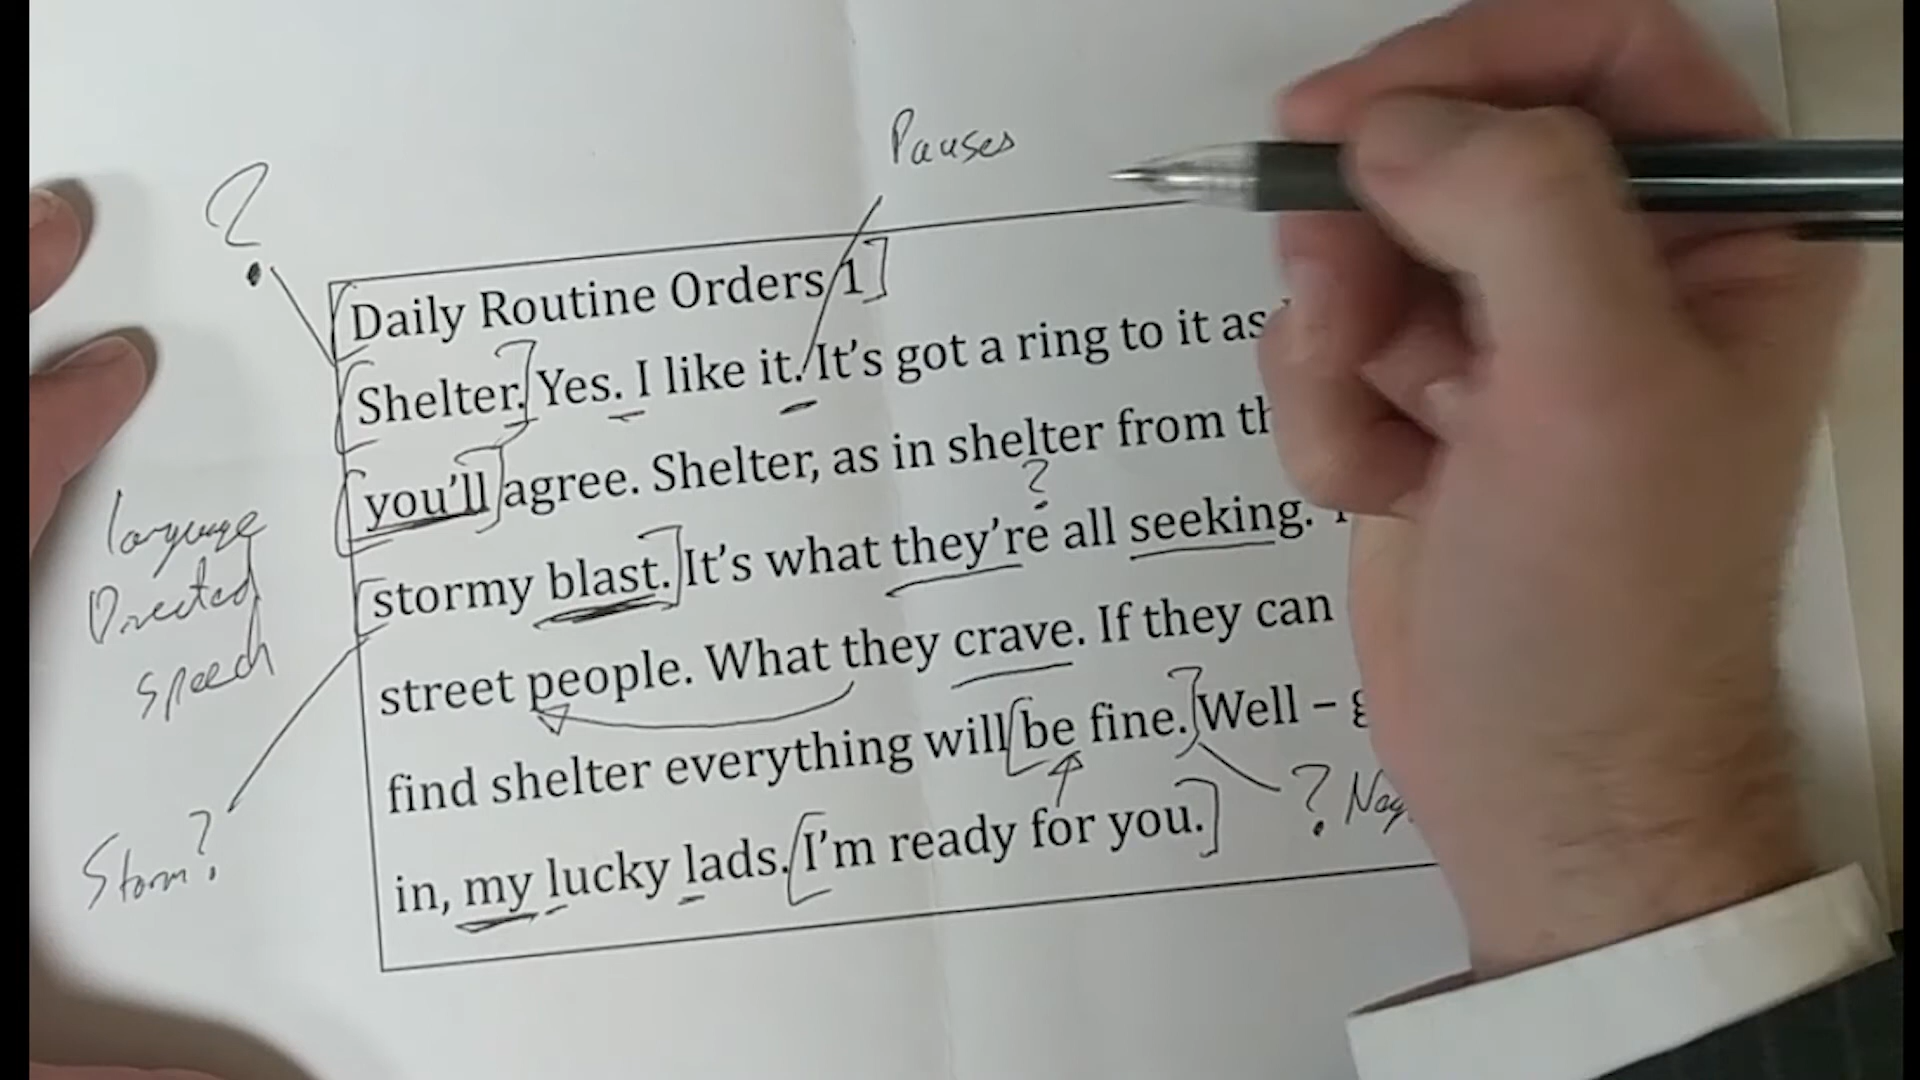 Pauses
?
Daily Routine Orders 1
Shelter. Yes. I like it. It's got a ring to it as
you'll agree. Shelter, as in shelter from th
?
stormy blast. It's what they're all seeking.
street people. What they crave. If they can
find shelter everything will be fine. Well – g
in, my lucky lads. I'm ready for you.
? Nag
language
Directed
speech
Storm?